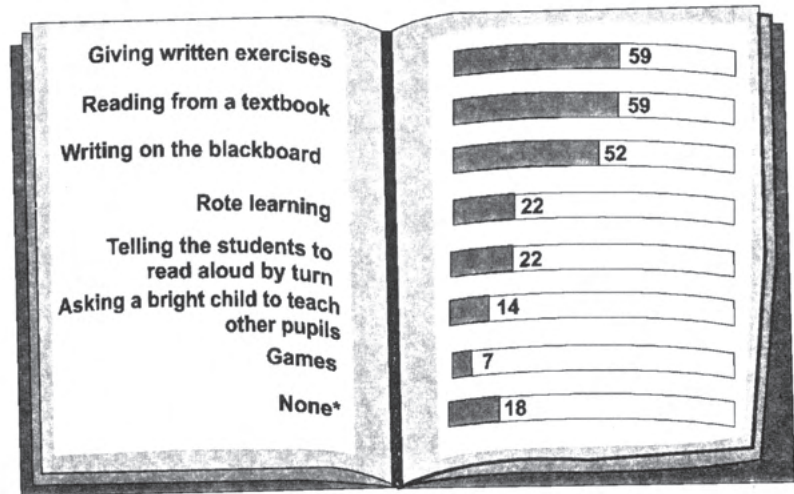 Giving written exercises 59
Reading from a textbook 59
Writing on the blackboard 52
Rote learning 22
Telling the students to
read aloud by turn 22
Asking a bright child to teach
other pupils 14
Games 7
None* 18